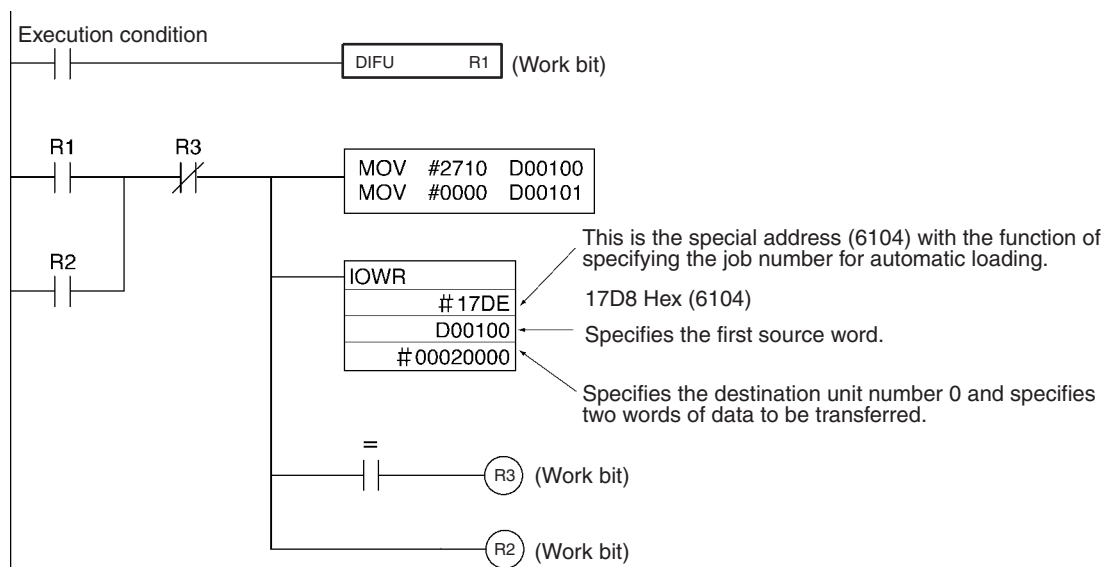 Execution condition
DIFU R1 (Work bit)
R1 R3
MOV #2710 D00100
MOV #0000 D00101
R2
This is the special address (6104) with the function of
specifying the job number for automatic loading.
IOWR
#17DE
17D8 Hex (6104)
D00100
Specifies the first source word.
#00020000
Specifies the destination unit number 0 and specifies
two words of data to be transferred.
=
R3 (Work bit)
R2 (Work bit)